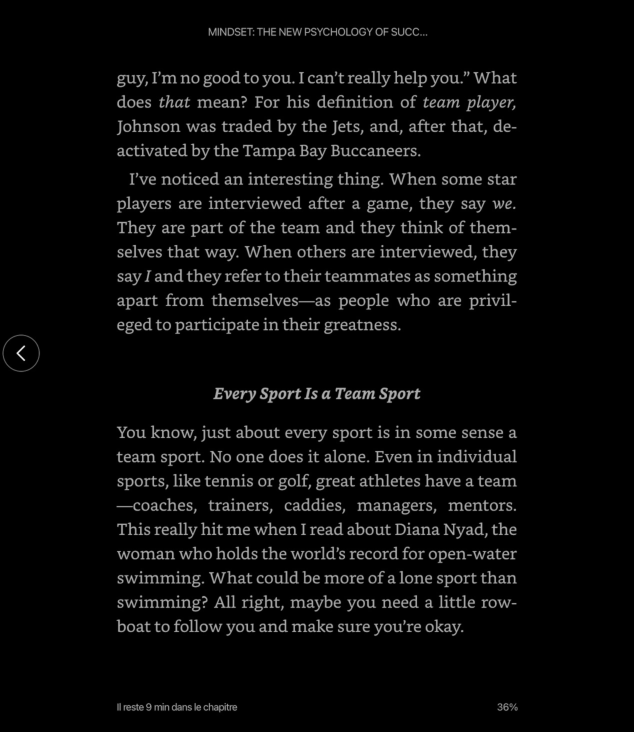 MINDSET: THE NEW PSYCHOLOGY OF SUCC...
guy, I’m no good to you. I can’t really help you.” What
does that mean? For his definition of team player,
Johnson was traded by the Jets, and, after that, de-
activated by the Tampa Bay Buccaneers.
I’ve noticed an interesting thing. When some star
players are interviewed after a game, they say we.
They are part of the team and they think of them-
selves that way. When others are interviewed, they
say I and they refer to their teammates as something
apart from themselves—as people who are privil-
eged to participate in their greatness.
Every Sport Is a Team Sport
You know, just about every sport is in some sense a
team sport. No one does it alone. Even in individual
sports, like tennis or golf, great athletes have a team
—coaches, trainers, caddies, managers, mentors.
This really hit me when I read about Diana Nyad, the
woman who holds the world’s record for open-water
swimming. What could be more of a lone sport than
swimming? All right, maybe you need a little row-
boat to follow you and make sure you’re okay.
Il reste 9 min dans le chapitre
36%